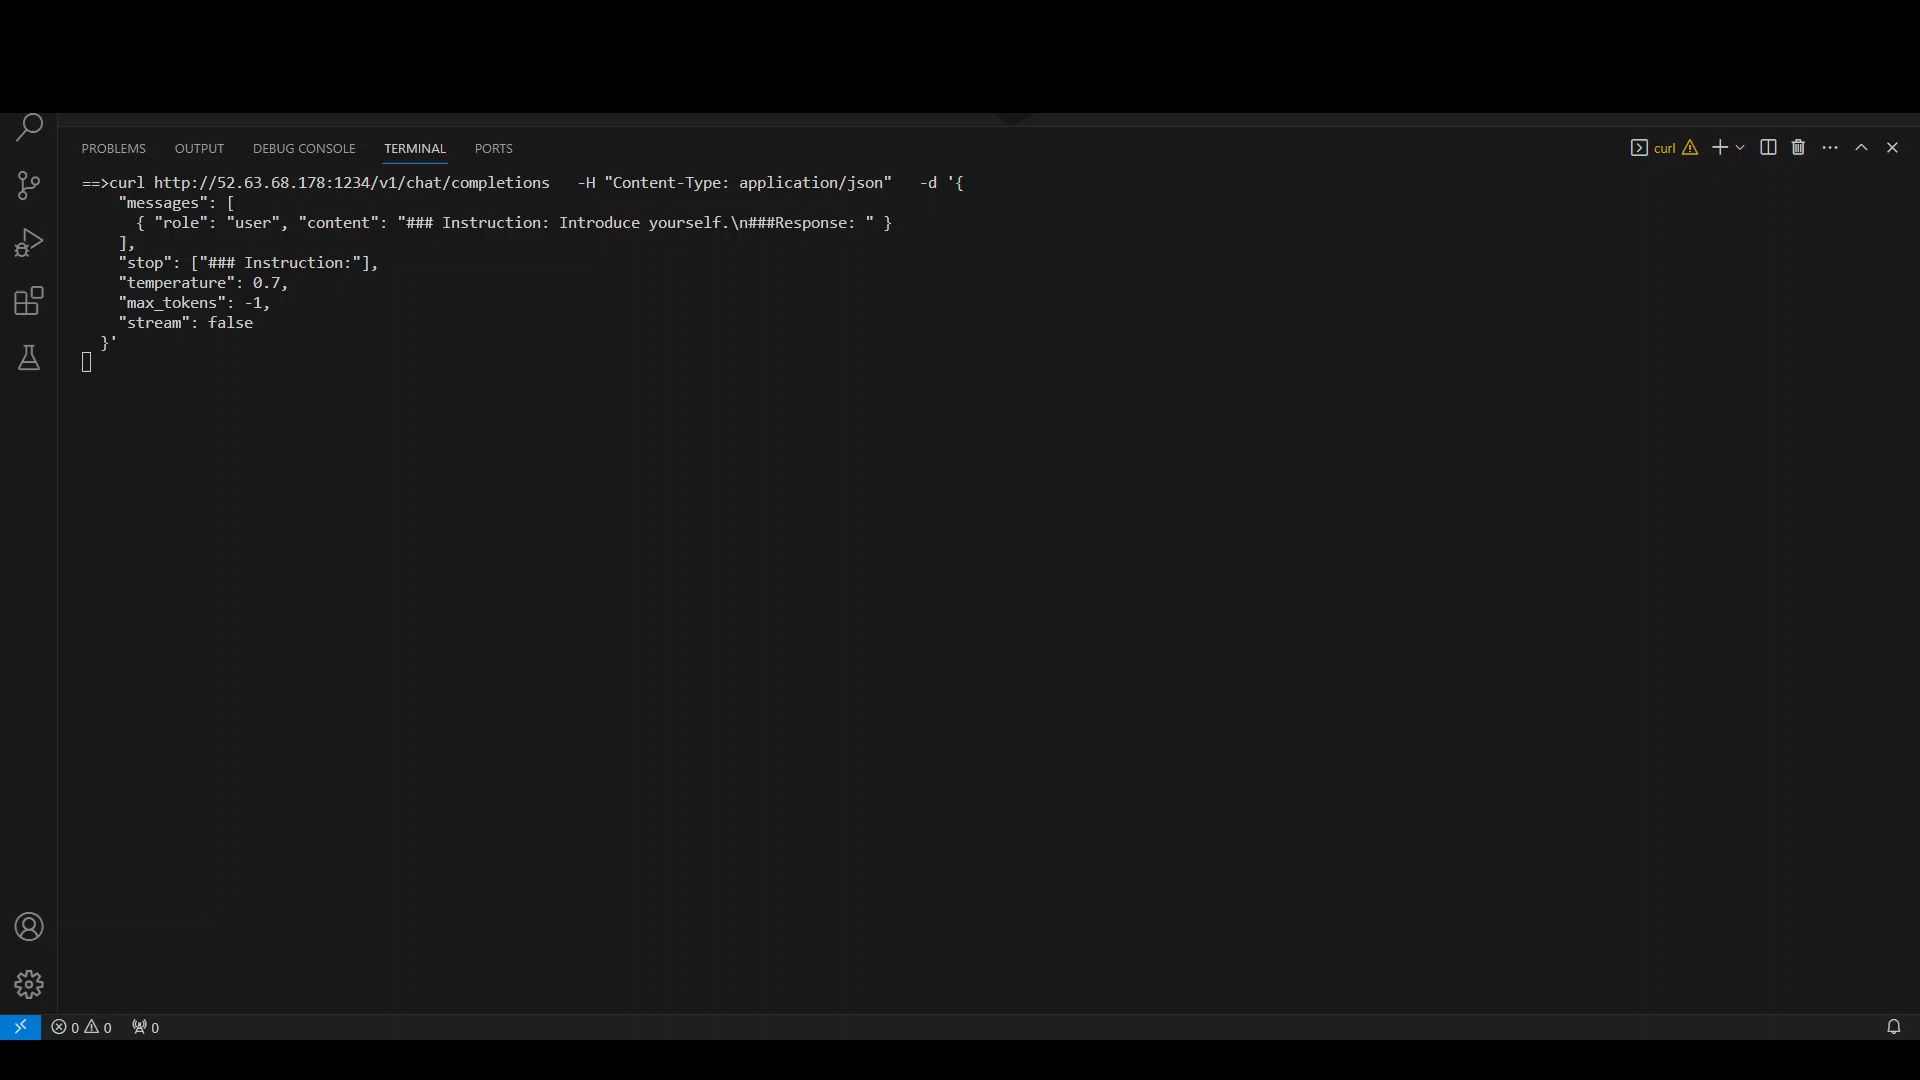 PROBLEMS OUTPUT DEBUG CONSOLE TERMINAL PORTS curl
==>curl http://52.63.68.178:1234/v1/chat/completions   -H "Content-Type: application/json"   -d '{
    "messages": [
      { "role": "user", "content": "### Instruction: Introduce yourself.\n###Response: " }
    ],
    "stop": ["### Instruction:"],
    "temperature": 0.7,
    "max_tokens": -1,
    "stream": false
  }'
0 0 0